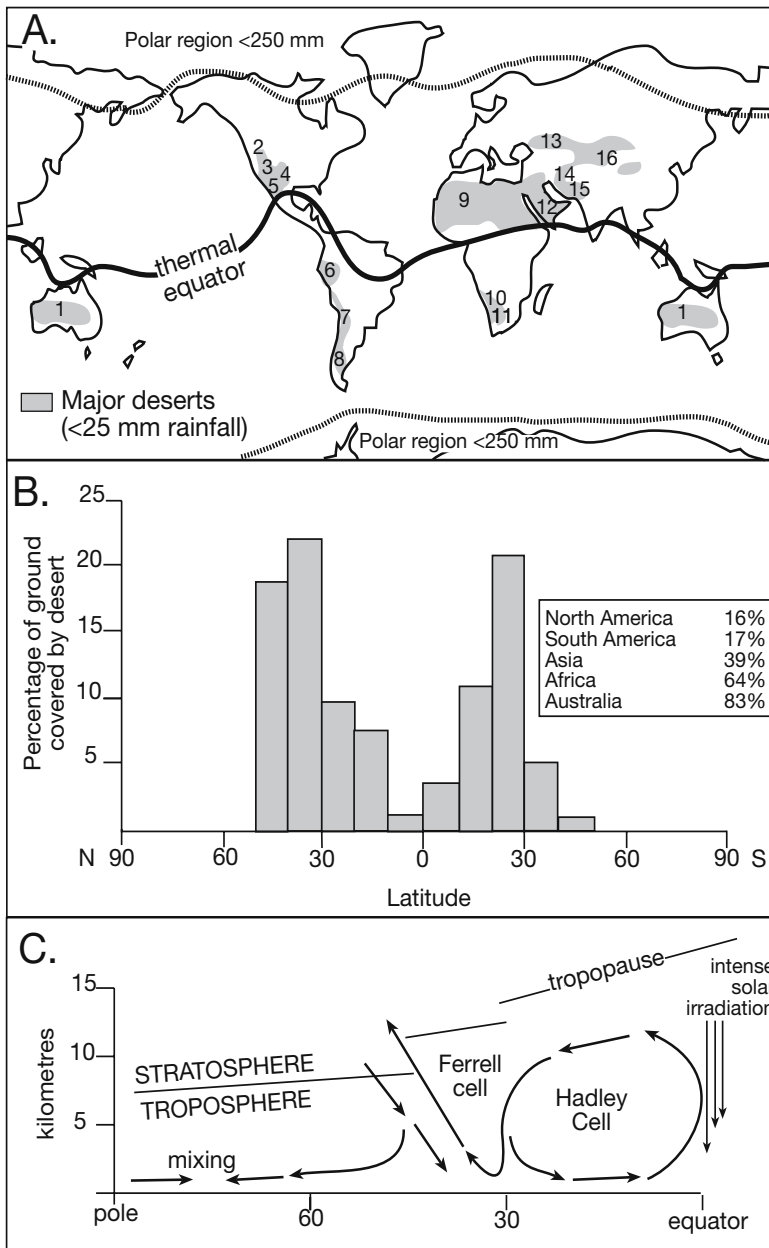 A.
Polar region <250 mm
2
3
4
5
13
16
14
15
9
12
thermal
equator
6
10
11
1
7
1
8
Major deserts
(<25 mm rainfall)
Polar region <250 mm
B.
25
20
15
10
5
Percentage of ground
covered by desert
North America 16%
South America 17%
Asia 39%
Africa 64%
Australia 83%
N 90 60 30 0 30 60 90 S
Latitude
C.
15
10
5
kilometres
tropopause
intense
sola
irradiation
STRATOSPHERE
TROPOSPHERE
Ferrell
cell
Hadley
Cell
mixing
pole 60 30 equator